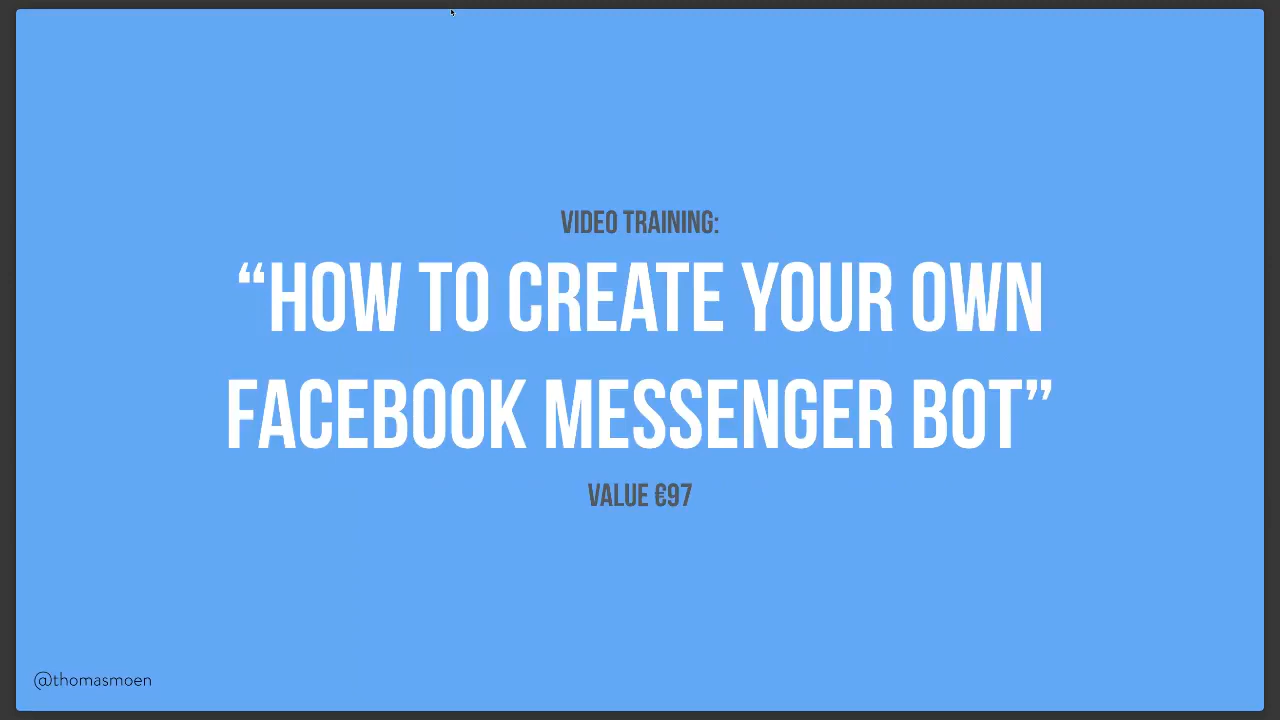 VIDEO TRAINING:
“HOW TO CREATE YOUR OWN
FACEBOOK MESSENGER BOT”
VALUE €97
@thomasmoen